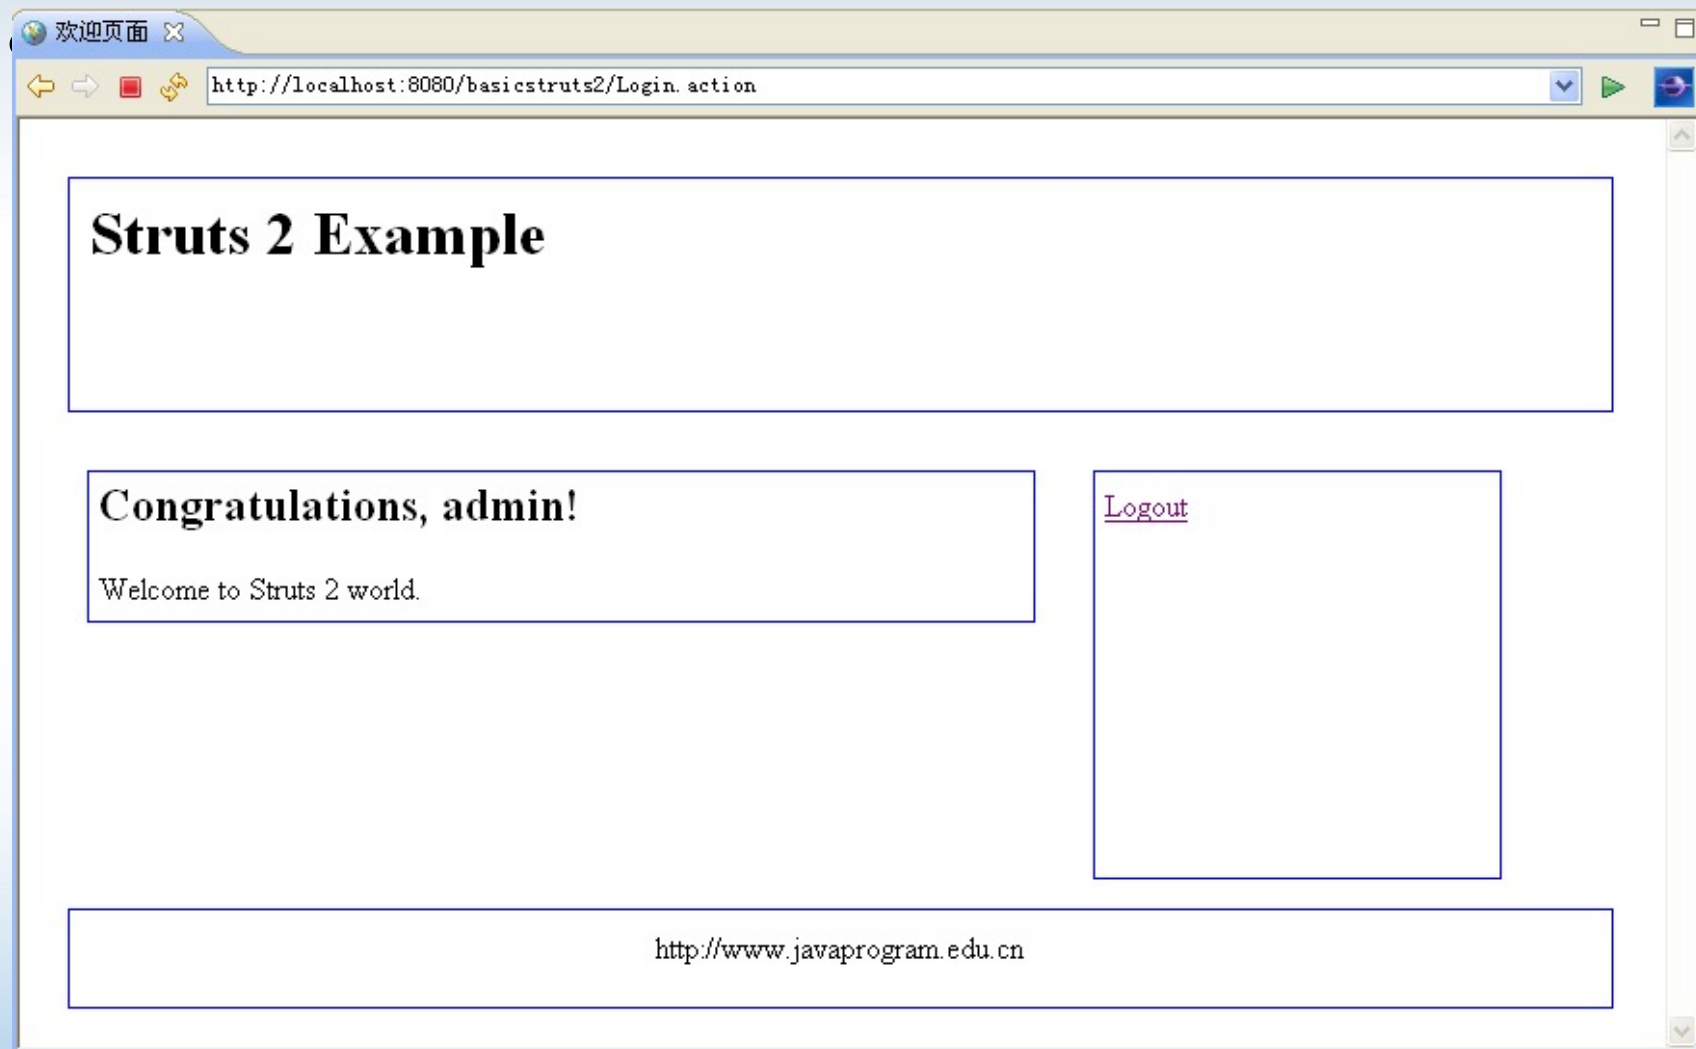 欢迎页面
http://localhost:8080/basicstruts2/Login.action
Struts 2 Example
Congratulations, admin!
Logout
Welcome to Struts 2 world.
http://www.javaprogram.edu.cn